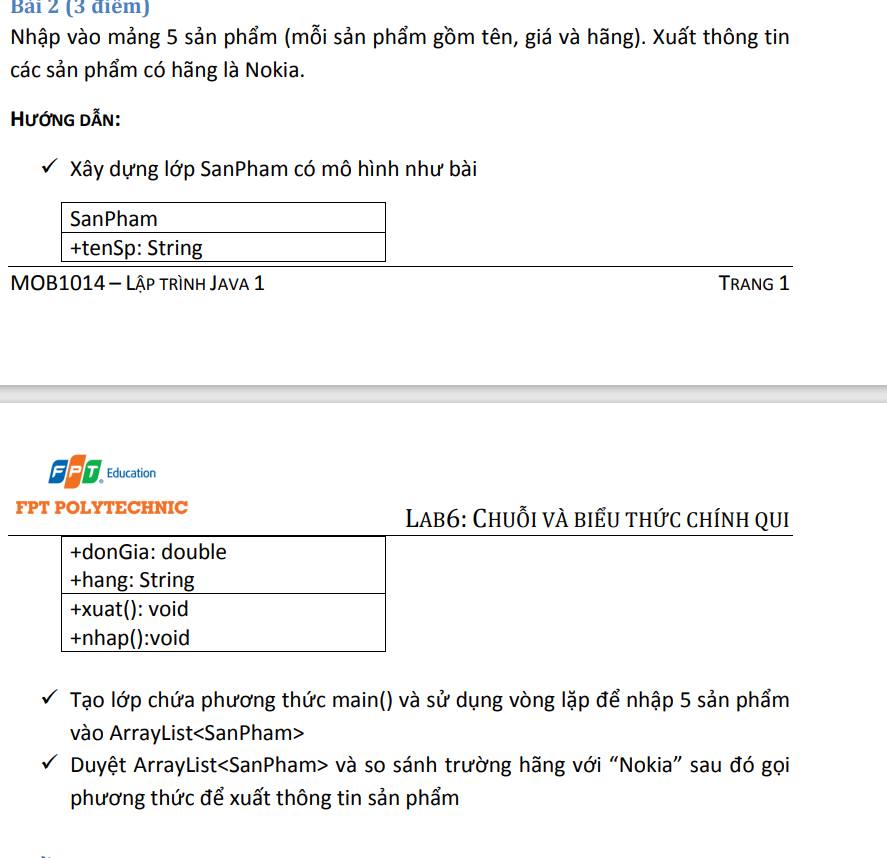 Bài 2 (3 điểm)
Nhập vào mảng 5 sản phẩm (mỗi sản phẩm gồm tên, giá và hãng). Xuất thông tin
các sản phẩm có hãng là Nokia.
HƯỚNG DẪN:
✓ Xây dựng lớp SanPham có mô hình như bài
SanPham
+tenSp: String
MOB1014 – LẬP TRÌNH JAVA 1 TRANG 1
FPT Education
FPT POLYTECHNIC
LAB6: CHUỖI VÀ BIỂU THỨC CHÍNH QUI
+donGia: double
+hang: String
+xuat(): void
+nhap():void
✓ Tạo lớp chứa phương thức main() và sử dụng vòng lặp để nhập 5 sản phẩm
vào ArrayList<SanPham>
✓ Duyệt ArrayList<SanPham> và so sánh trường hãng với “Nokia” sau đó gọi
phương thức để xuất thông tin sản phẩm